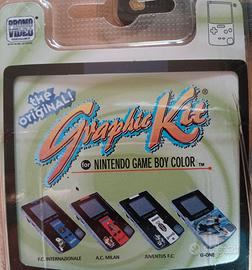 PROMO
VIDEO
the ORIGINAL!
Graphic Kit
for NINTENDO GAME BOY COLOR TM
F.C. INTERNAZIONALE
A.C. MILAN
JUVENTUS F.C.
G-ONE